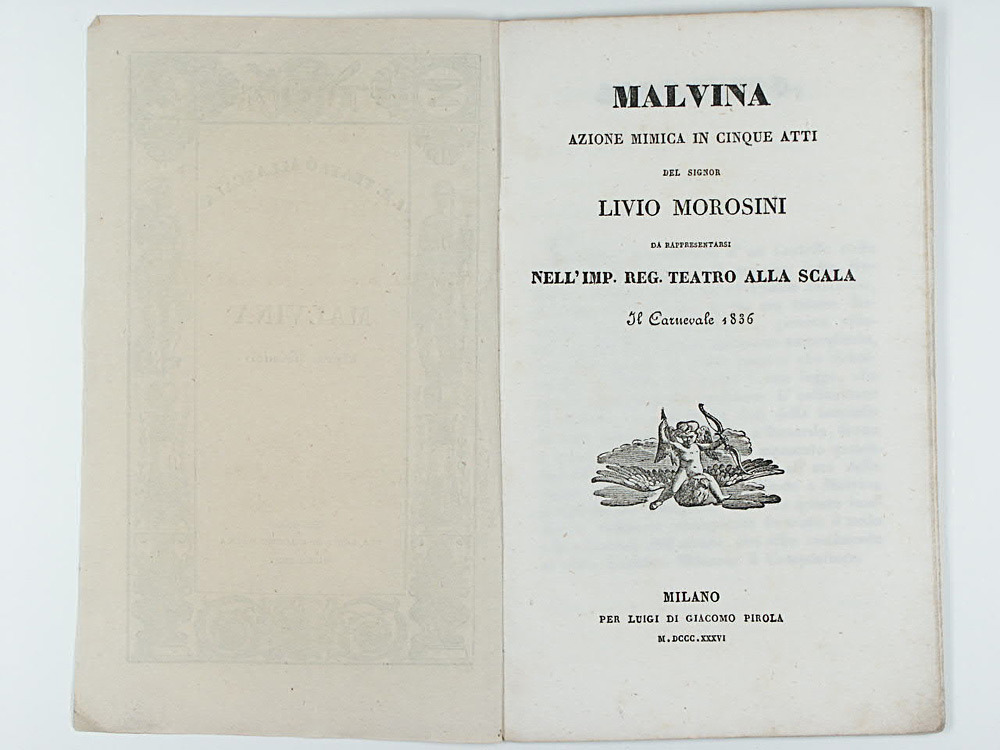 MALVINA
AZIONE MIMICA IN CINQUE ATTI
DEL SIGNOR
LIVIO MOROSINI
DA RAPPRESENTARSI
NELL'IMP. REG. TEATRO ALLA SCALA
Il Carnevale 1836
MILANO
PER LUIGI DI GIACOMO PIROLA
M.DCCC.XXXVI